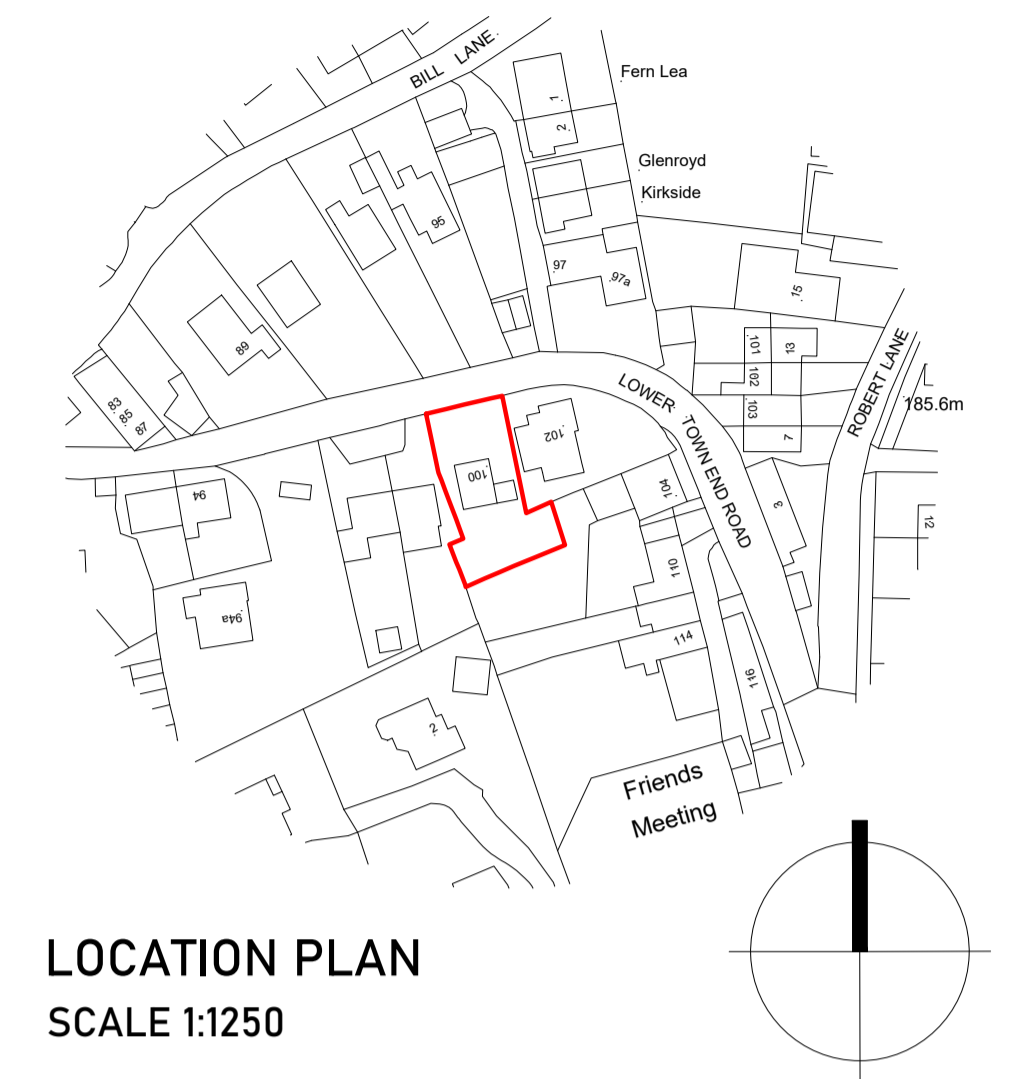 BILL LANE
Fern Lea
1
2
Glenroyd
Kirkside
95
97
97a
15
89
101
13
102
103
7
ROBERT LANE
185.6m
LOWER TOWN END ROAD
83
85
87
102
100
94
104
3
12
110
94a
114
116
2
Friends
Meeting
LOCATION PLAN
SCALE 1:1250